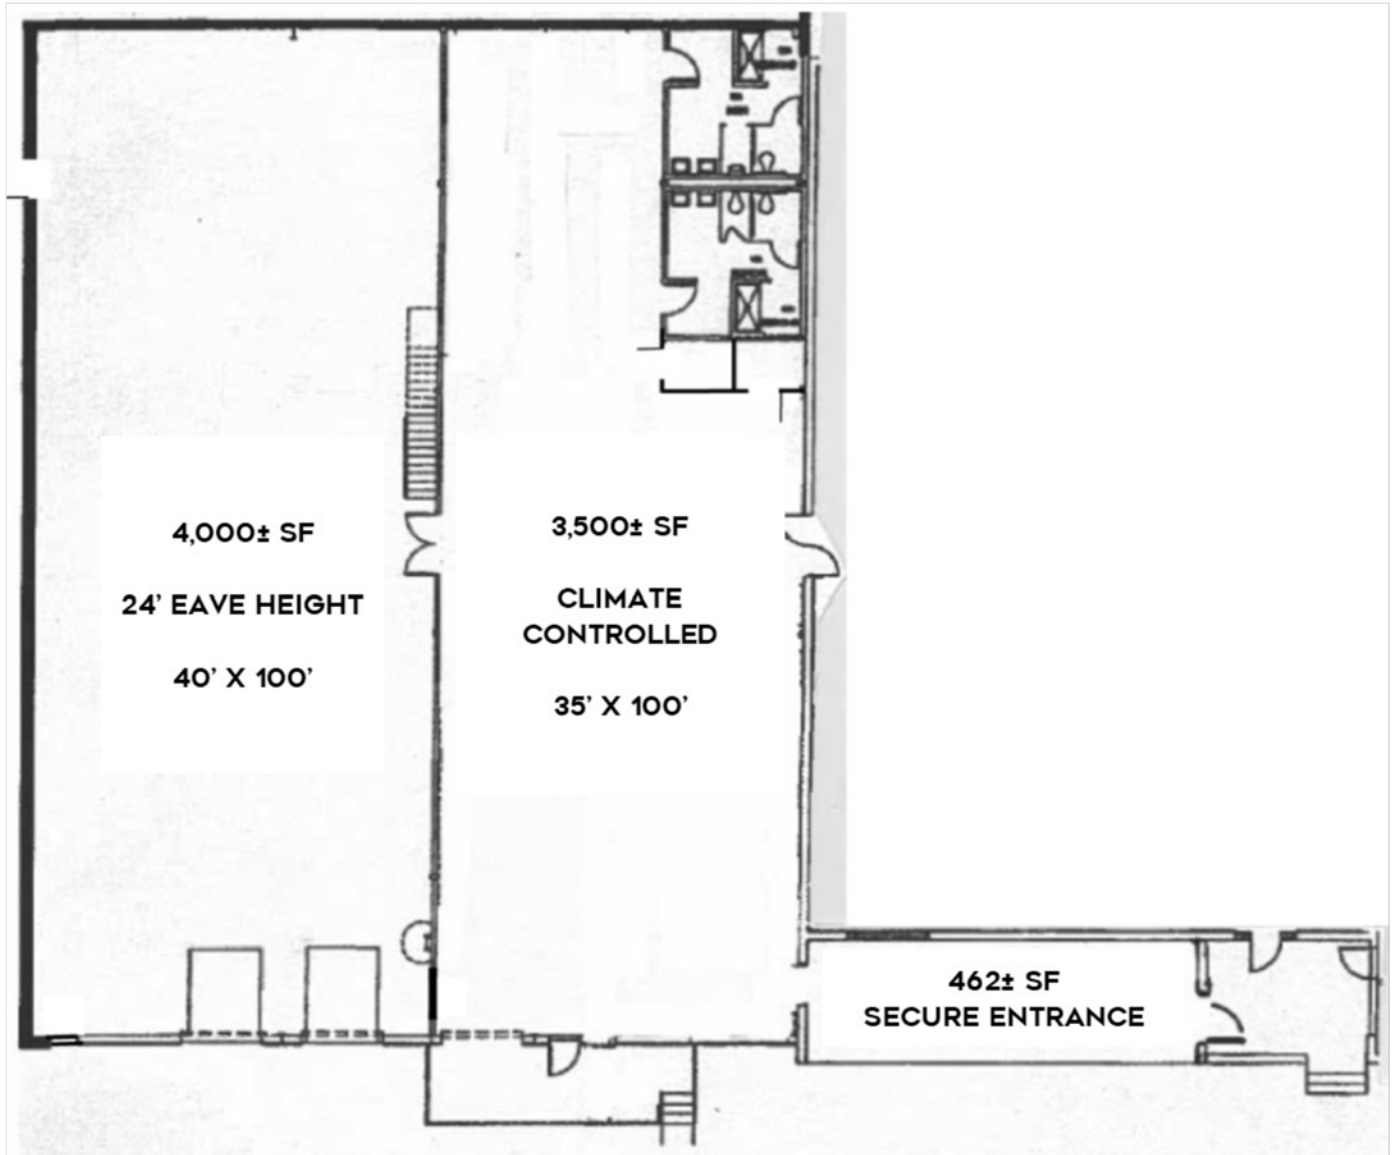 4,000± SF
24' EAVE HEIGHT
40' X 100'
3,500± SF
CLIMATE
CONTROLLED
35' X 100'
462± SF
SECURE ENTRANCE